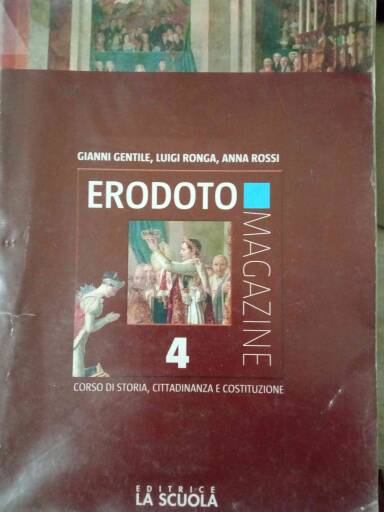 GIANNI GENTILE, LUIGI RONGA, ANNA ROSSI
ERODOTO
MAGAZINE
4
CORSO DI STORIA, CITTADINANZA E COSTITUZIONE
EDITRICE
LA SCUOLA